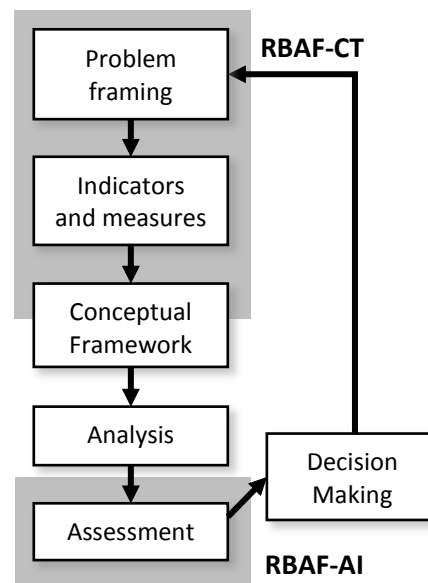 RBAF-CT
Problem
framing
Indicators
and measures
Conceptual
Framework
Analysis
Decision
Making
Assessment
RBAF-AI